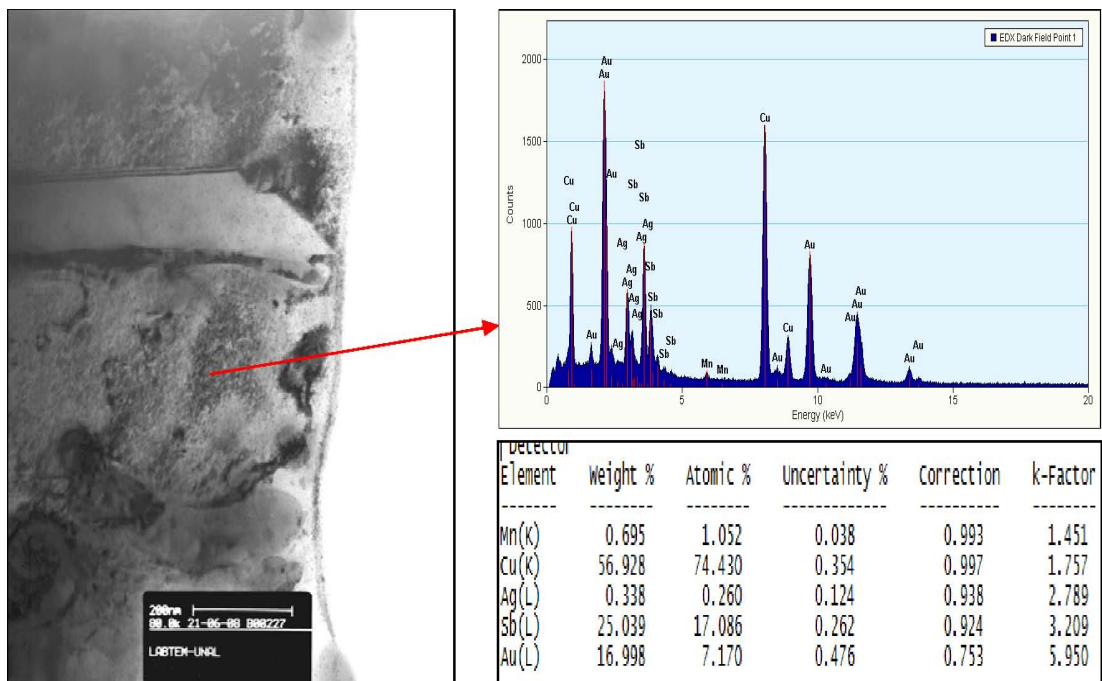 200nm
80.0k 21-06-08 B00227
LABTEM-UNAL
EDX Dark Field Point 1
2000
1500
1000
500
0
Counts
0 5 10 15 20
Energy (keV)
Cu
Cu
Cu
Au
Au
Au
Au
Ag
Ag
Ag
Ag
Ag
Ag
Ag
Ag
Sb
Sb
Sb
Sb
Sb
Sb
Sb
Sb
Mn
Mn
Cu
Au
Cu
Au
Au
Au
Au
Au
Au
Detector
Element Weight % Atomic % Uncertainty % Correction k-Factor
------- -------- -------- ------------- ---------- --------
Mn(K) 0.695 1.052 0.038 0.993 1.451
Cu(K) 56.928 74.430 0.354 0.997 1.757
Ag(L) 0.338 0.260 0.124 0.938 2.789
Sb(L) 25.039 17.086 0.262 0.924 3.209
Au(L) 16.998 7.170 0.476 0.753 5.950